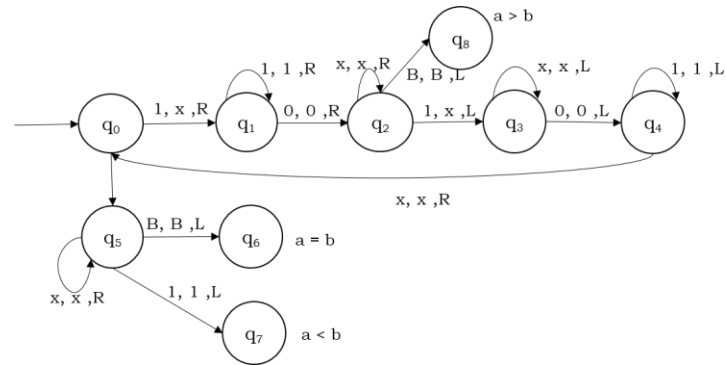 q8
a > b
1, 1 ,R
x, x ,R
B, B ,L
x, x ,L
1, 1 ,L
q0
1, x ,R
q1
0, 0 ,R
q2
1, x ,L
q3
0, 0 ,L
q4
x, x ,R
q5
B, B ,L
q6
a = b
x, x ,R
1, 1 ,L
q7
a < b